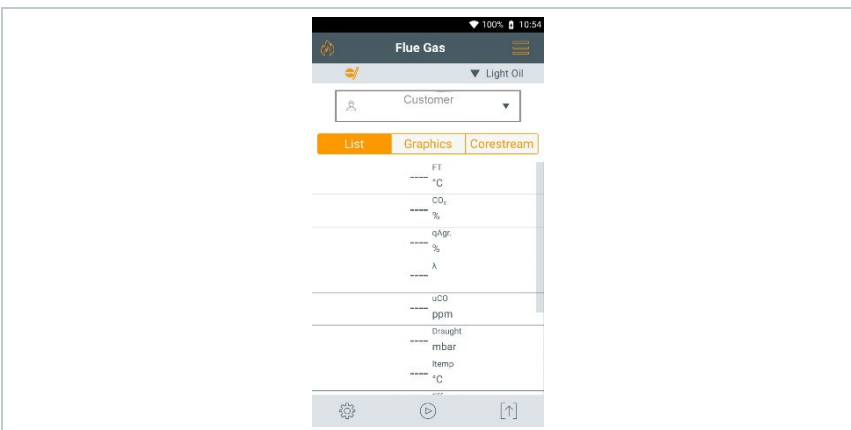 100% 10:54
Flue Gas
Light Oil
Customer
List Graphics Corestream
FT
----
°C
CO₂
----
%
qAgr.
----
%
λ
----
uCO
----
ppm
Draught
----
mbar
Itemp
----
°C